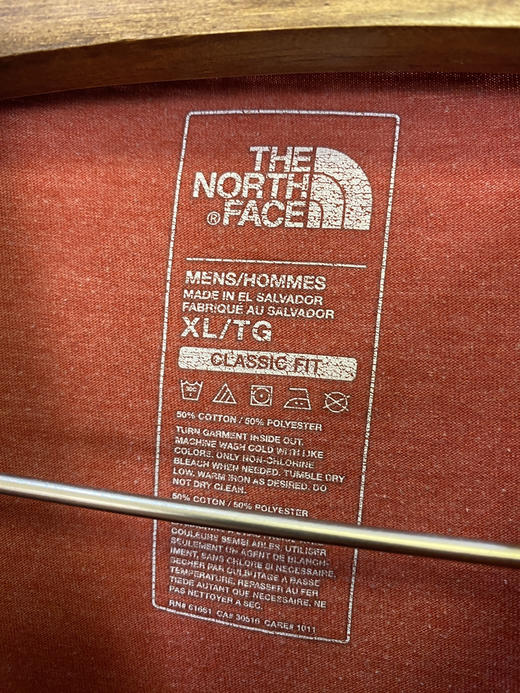 THE
NORTH
® FACE
MENS/HOMMES
MADE IN EL SALVADOR
FABRIQUÉ AU SALVADOR
XL/TG
CLASSIC FIT
50% COTTON / 50% POLYESTER
TURN GARMENT INSIDE OUT.
MACHINE WASH COLD WITH LIKE
COLORS. ONLY NON-CHLORINE
BLEACH WHEN NEEDED. TUMBLE DRY
LOW. WARM IRON AS DESIRED. DO
NOT DRY CLEAN.
50% COTON / 50% POLYESTER
COULEURS SEMBLABLES. UTILISER
SEULEMENT UN AGENT DE BLANCHI-
MENT, SANS CHLORE SI NÉCESSAIRE.
SÉCHER PAR CULBUTAGE À BASSE
TEMPÉRATURE. REPASSER AU FER
TIÈDE AUTANT QUE NÉCESSAIRE. NE
PAS NETTOYER À SEC.
RN# 61661 CA# 30516 CARE# 1011